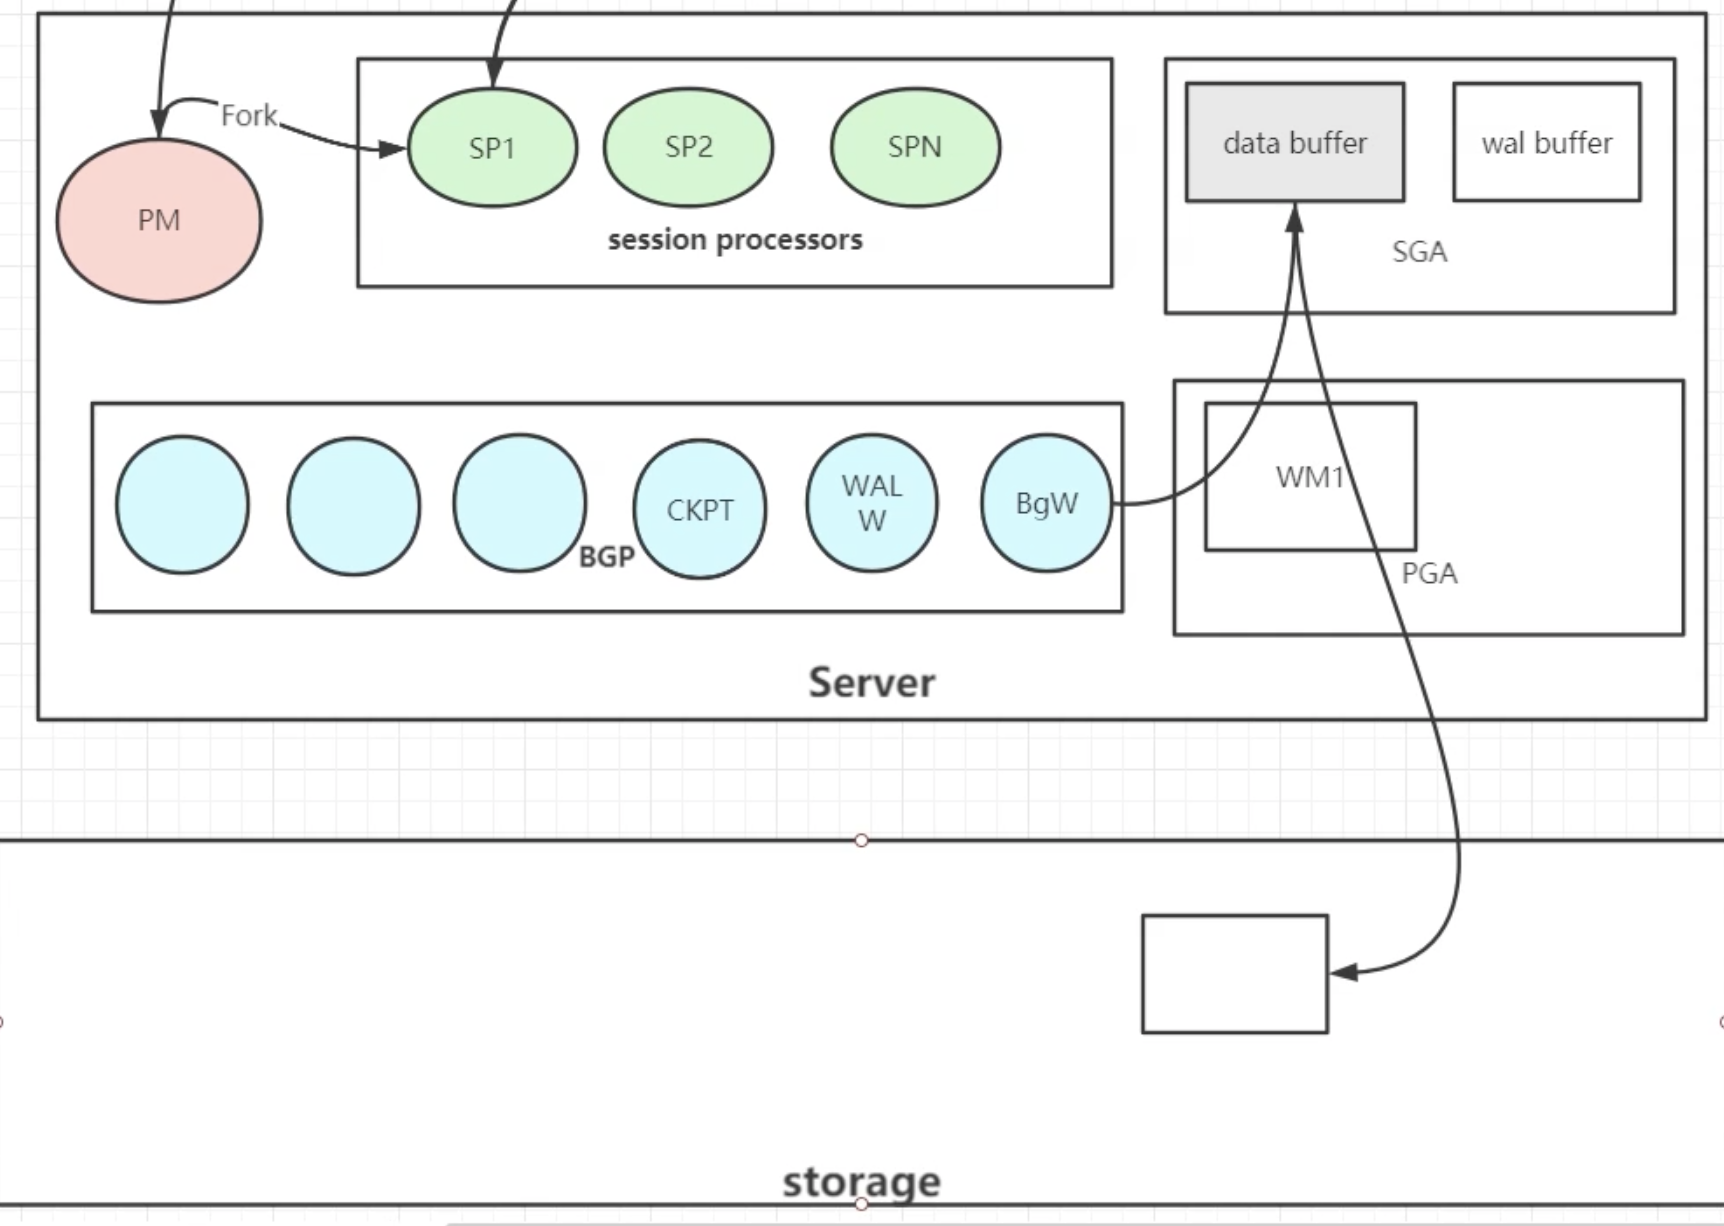 Fork
PM
SP1
SP2
SPN
session processors
data buffer
wal buffer
SGA
CKPT
WAL
W
BgW
BGP
WM1
PGA
Server
storage